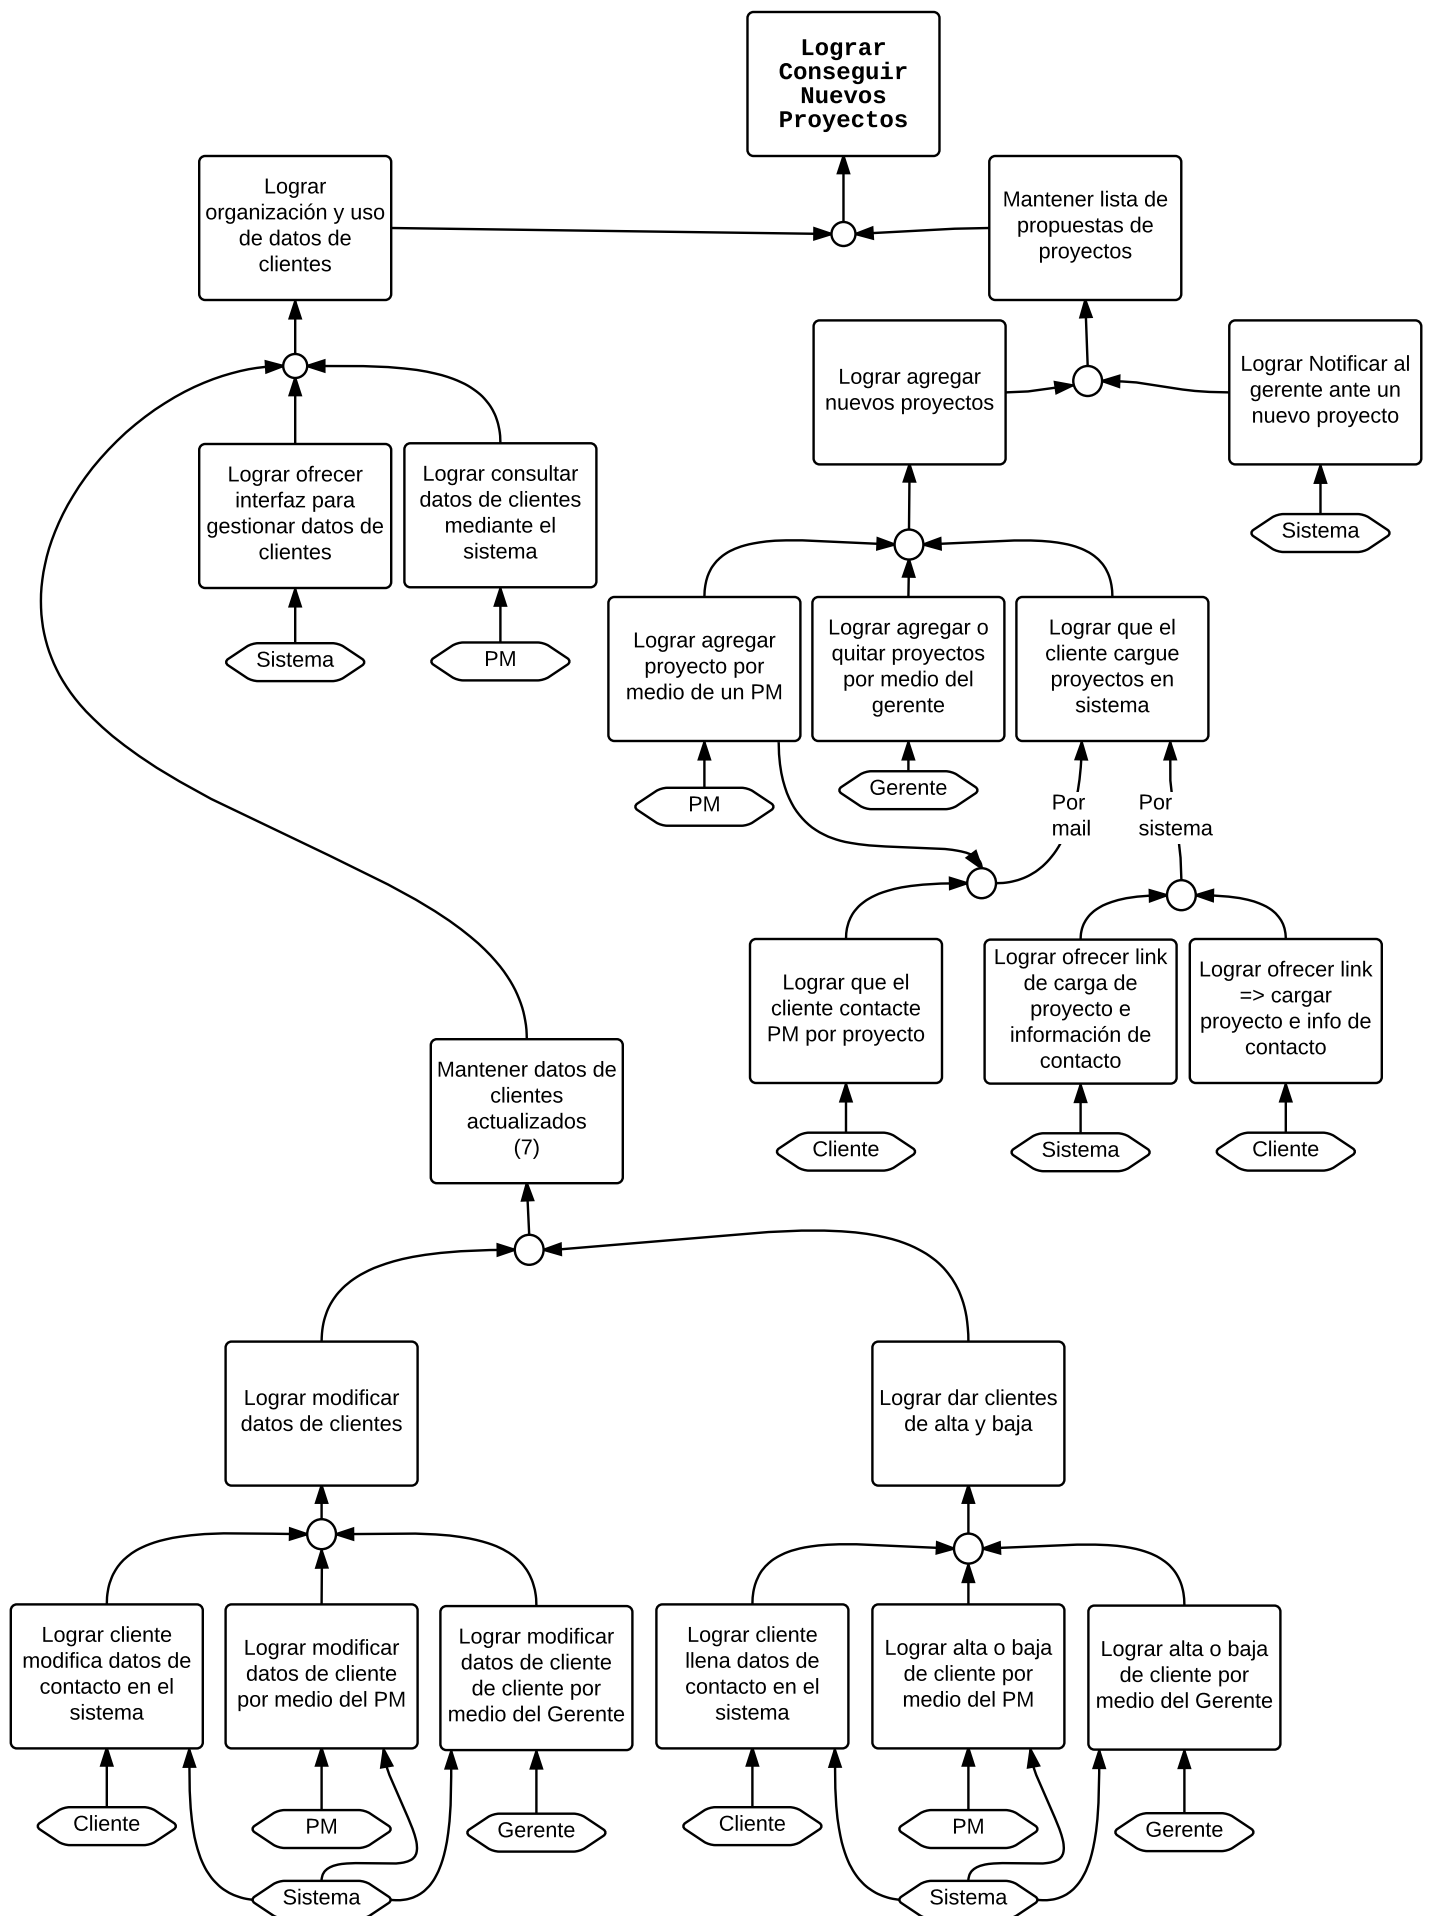 Lograr
Conseguir
Nuevos
Proyectos
Lograr
organización y uso
de datos de
clientes
Mantener lista de
propuestas de
proyectos
Lograr agregar
nuevos proyectos
Lograr Notificar al
gerente ante un
nuevo proyecto
Sistema
Lograr ofrecer
interfaz para
gestionar datos de
clientes
Lograr consultar
datos de clientes
mediante el
sistema
Sistema
PM
Lograr agregar
proyecto por
medio de un PM
Lograr agregar o
quitar proyectos
por medio del
gerente
Lograr que el
cliente cargue
proyectos en
sistema
PM
Gerente
Por
mail
Por
sistema
Lograr que el
cliente contacte
PM por proyecto
Lograr ofrecer link
de carga de
proyecto e
información de
contacto
Lograr ofrecer link
=> cargar
proyecto e info de
contacto
Cliente
Sistema
Cliente
Mantener datos de
clientes
actualizados
(7)
Lograr modificar
datos de clientes
Lograr dar clientes
de alta y baja
Lograr cliente
modifica datos de
contacto en el
sistema
Lograr modificar
datos de cliente
por medio del PM
Lograr modificar
datos de cliente
de cliente por
medio del Gerente
Lograr cliente
llena datos de
contacto en el
sistema
Lograr alta o baja
de cliente por
medio del PM
Lograr alta o baja
de cliente por
medio del Gerente
Cliente
PM
Gerente
Cliente
PM
Gerente
Sistema
Sistema